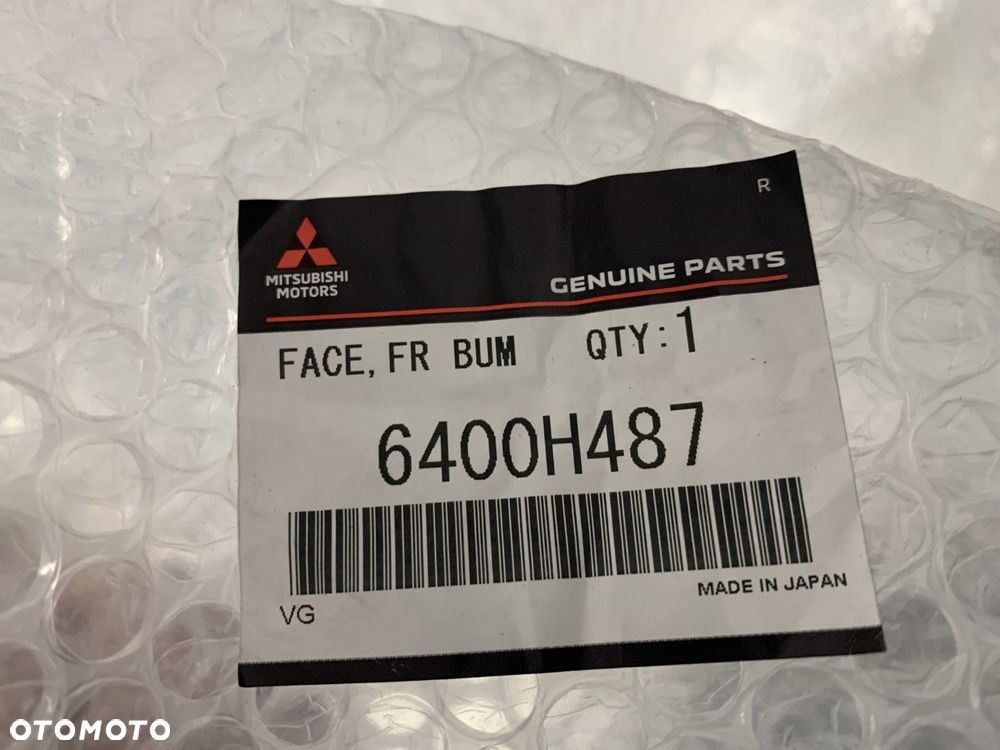 R
MITSUBISHI
MOTORS
GENUINE PARTS
FACE, FR BUM QTY:1
6400H487
MADE IN JAPAN
VG
OTOMOTO